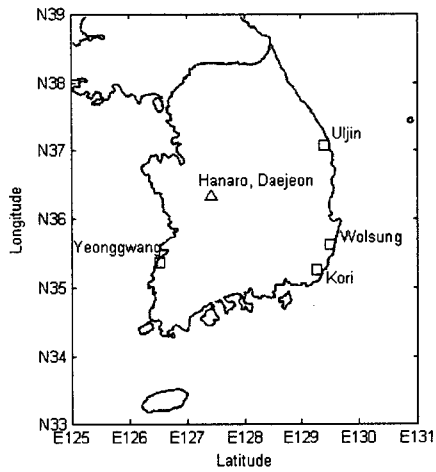 N39
N38
N37
N36
N35
N34
N33
Longitude
Uljin
Hanaro, Daejeon
Wolsung
Yeonggwang
Kori
E125 E126 E127 E128 E129 E130 E131
Latitude